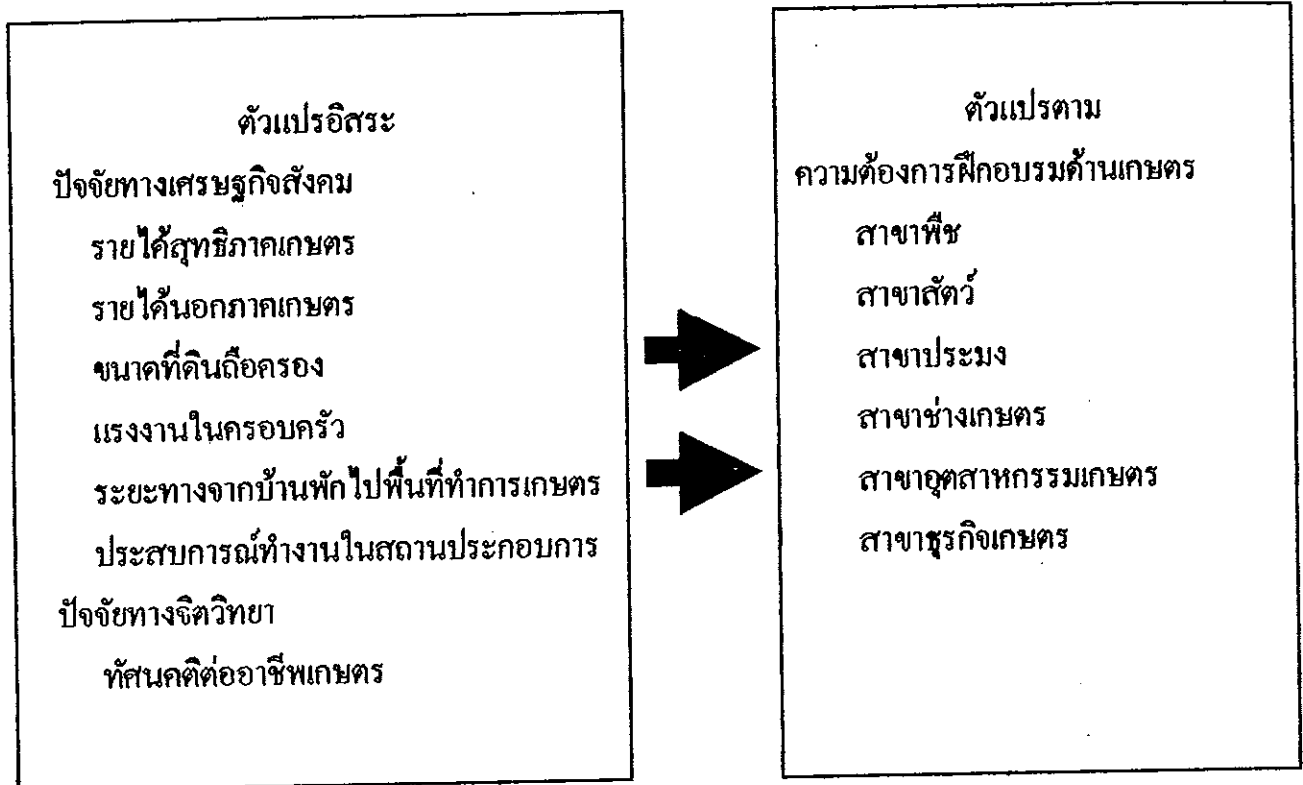 ตัวแปรอิสระ
ปัจจัยทางเศรษฐกิจสังคม
รายได้สุทธิภาคเกษตร
รายได้นอกภาคเกษตร
ขนาดที่ดินถือครอง
แรงงานในครอบครัว
ระยะทางจากบ้านพักไปพื้นที่ทำการเกษตร
ประสบการณ์ทำงานในสถานประกอบการ
ปัจจัยทางจิตวิทยา
ทัศนคติต่ออาชีพเกษตร
ตัวแปรตาม
ความต้องการฝึกอบรมด้านเกษตร
สาขาพืช
สาขาสัตว์
สาขาประมง
สาขาช่างเกษตร
สาขาอุตสาหกรรมเกษตร
สาขาธุรกิจเกษตร